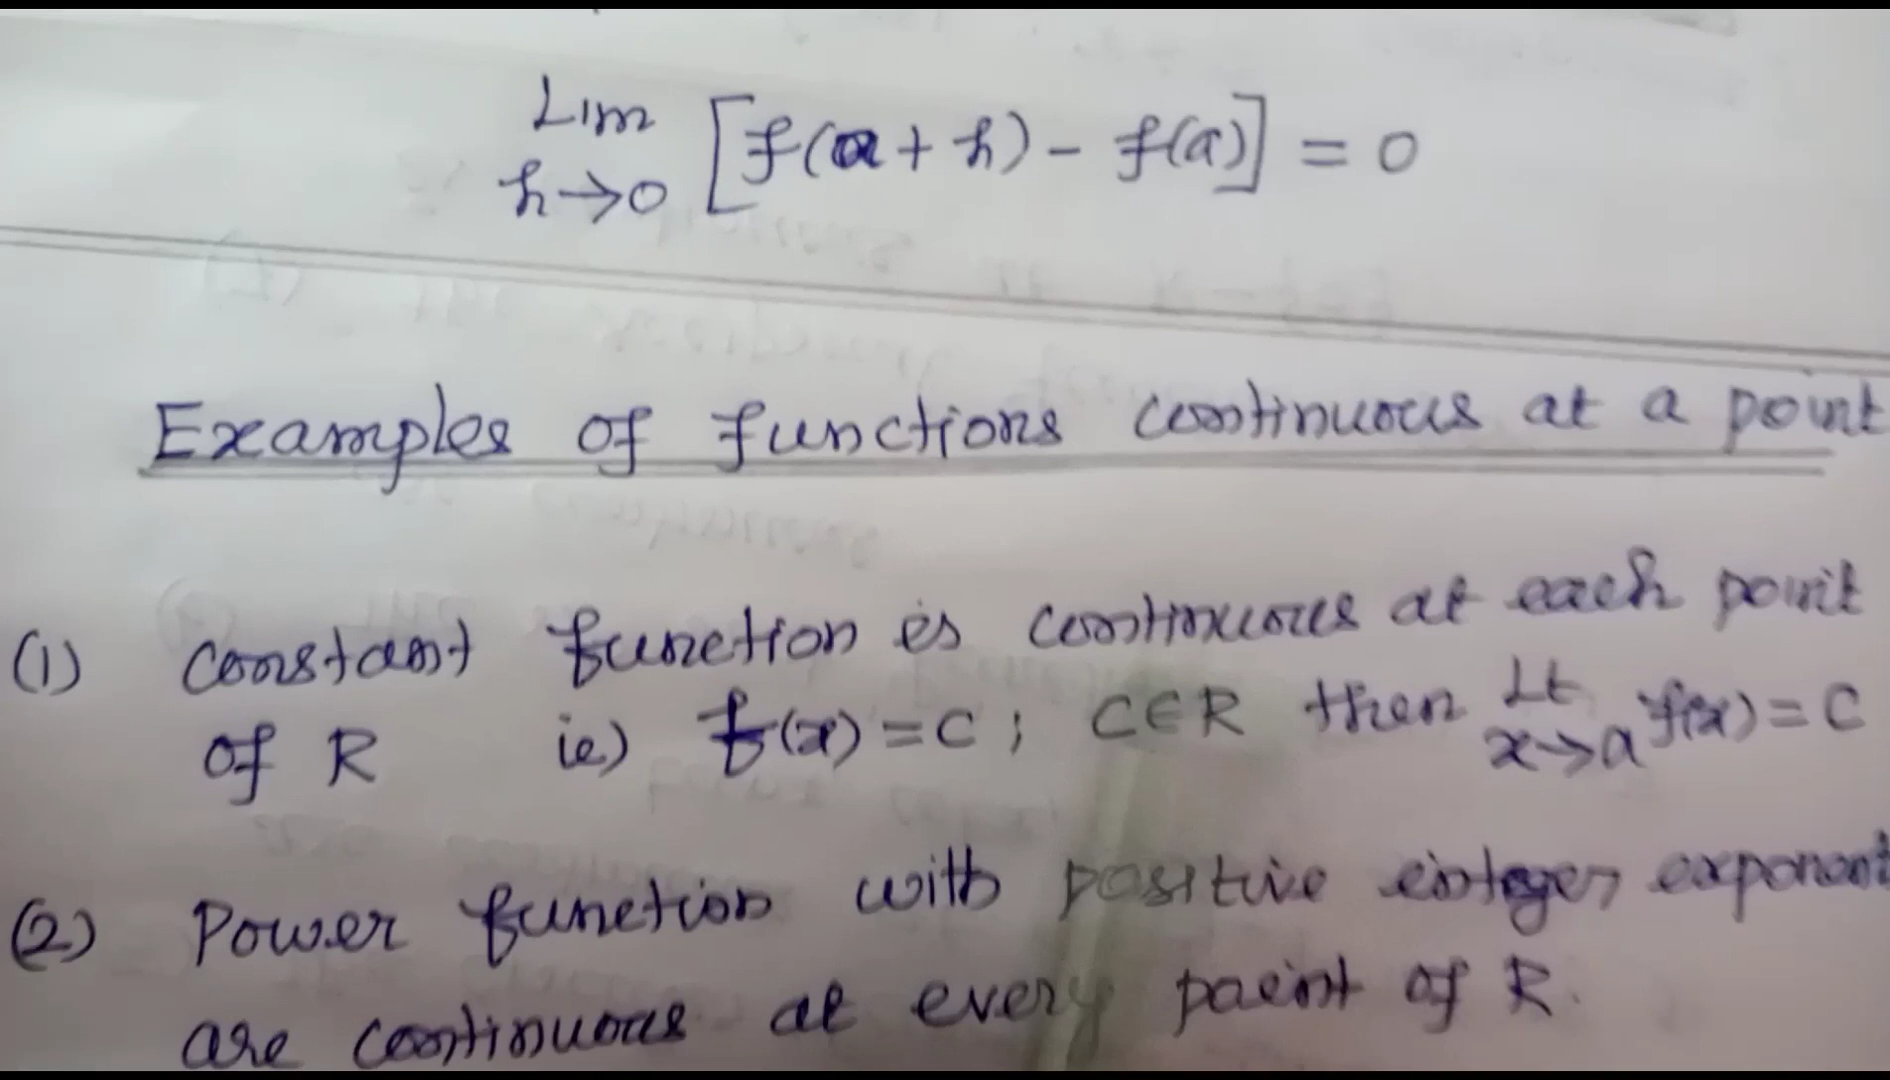 Lim
h→0 [f(a + h) - f(a)] = 0
Examples of functions continuous at a point
(1) constant function is continuous at each point
of R ie) f(x) = C ; C∈R then Lt x→a f(x) = C
(2) Power function with positive integer exponent
are continuous at every point of R.